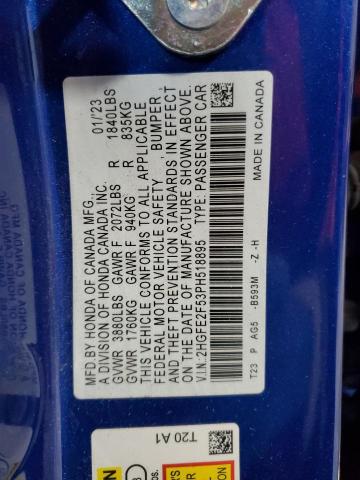 MFD.BY HONDA OF CANADA MFG. 01/'23
A DIVISION OF HONDA CANADA INC.
GVWR 3880LBS GAWR F 2072LBS R 1840LBS
GVWR 1760KG GAWR F 940KG R 835KG
THIS VEHICLE CONFORMS TO ALL APPLICABLE
FEDERAL MOTOR VEHICLE SAFETY, BUMPER,
AND THEFT PREVENTION STANDARDS IN EFFECT
ON THE DATE OF MANUFACTURE SHOWN ABOVE.
V.I.N.:2HGFE2F53PH518895 TYPE: PASSENGER CAR
T23 P AG5 -B593M -Z -H MADE IN CANADA
T20 A1